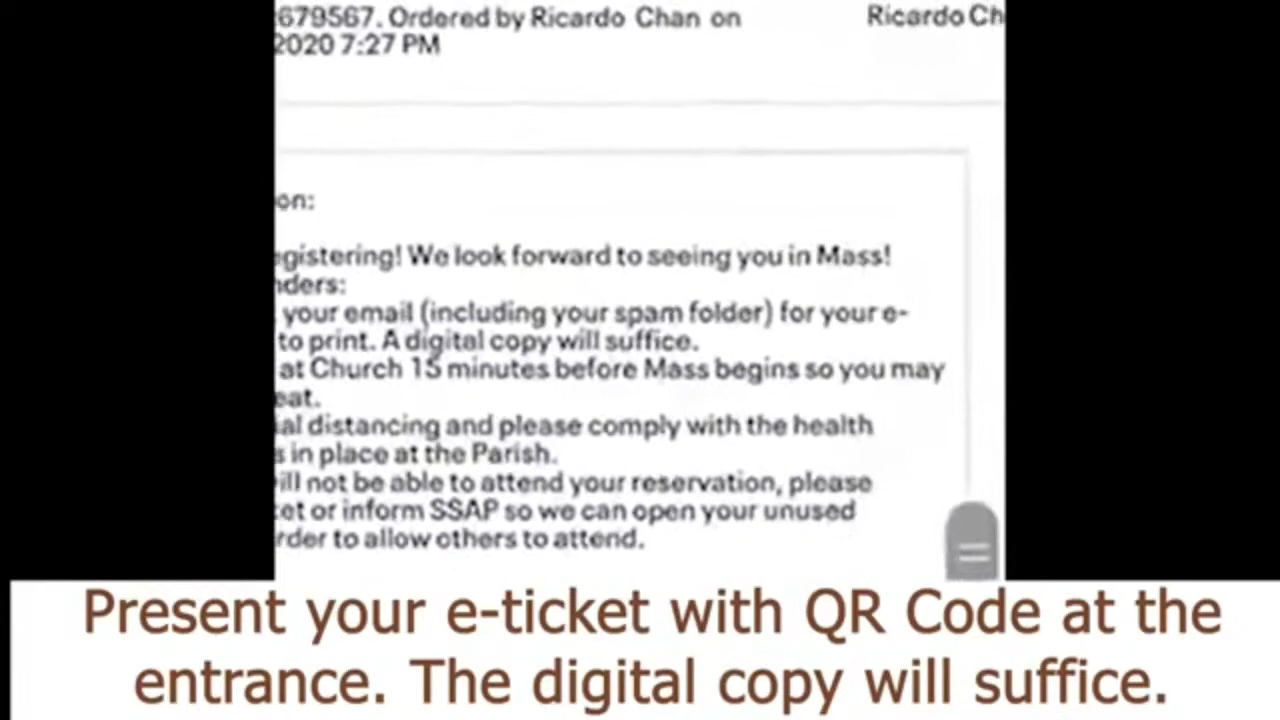 679567. Ordered by Ricardo Chan on
Ricardo Ch
2020 7:27 PM
on:
egistering! We look forward to seeing you in Mass!
nders:
your email (including your spam folder) for your e-
to print. A digital copy will suffice.
at Church 15 minutes before Mass begins so you may
eat.
ial distancing and please comply with the health
s in place at the Parish.
ill not be able to attend your reservation, please
ket or inform SSAP so we can open your unused
rder to allow others to attend.
Present your e-ticket with QR Code at the
entrance. The digital copy will suffice.